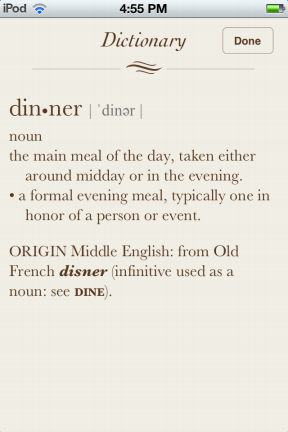 iPod 4:55 PM
Dictionary Done
din•ner | ˈdinər |
noun
the main meal of the day, taken either
around midday or in the evening.
• a formal evening meal, typically one in
honor of a person or event.
ORIGIN Middle English: from Old
French disner (infinitive used as a
noun: see DINE).